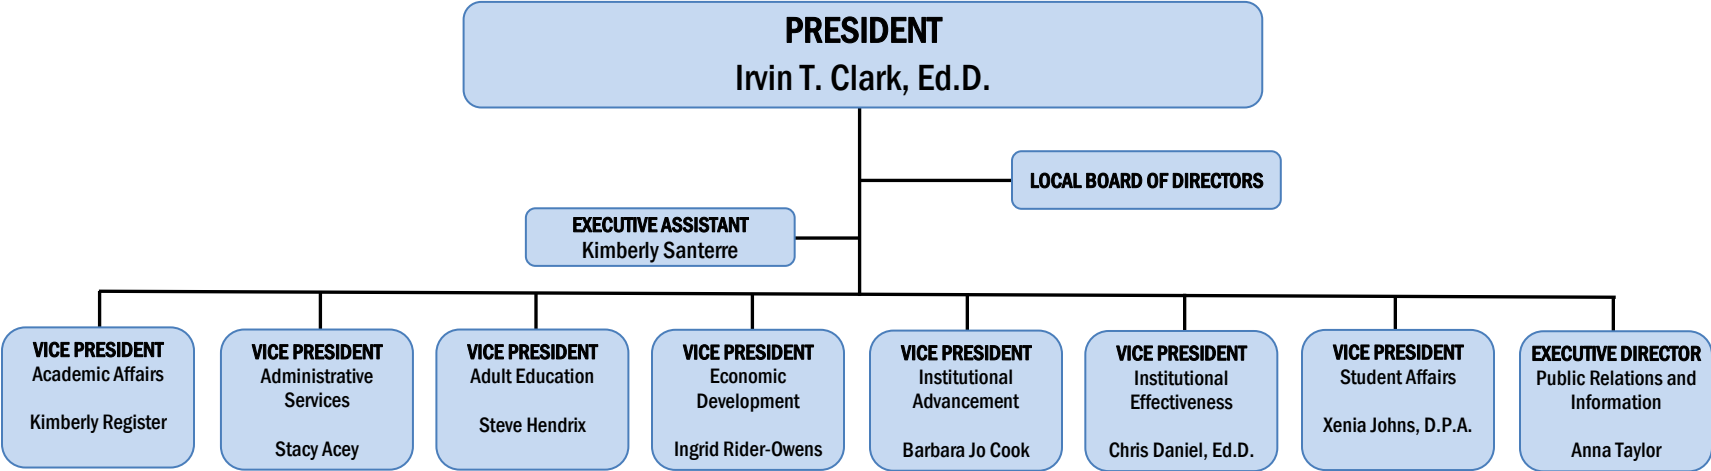 PRESIDENT
Irvin T. Clark, Ed.D.
LOCAL BOARD OF DIRECTORS
EXECUTIVE ASSISTANT
Kimberly Santerre
VICE PRESIDENT
Academic Affairs
Kimberly Register
VICE PRESIDENT
Administrative
Services
Stacy Acey
VICE PRESIDENT
Adult Education
Steve Hendrix
VICE PRESIDENT
Economic
Development
Ingrid Rider-Owens
VICE PRESIDENT
Institutional
Advancement
Barbara Jo Cook
VICE PRESIDENT
Institutional
Effectiveness
Chris Daniel, Ed.D.
VICE PRESIDENT
Student Affairs
Xenia Johns, D.P.A.
EXECUTIVE DIRECTOR
Public Relations and
Information
Anna Taylor